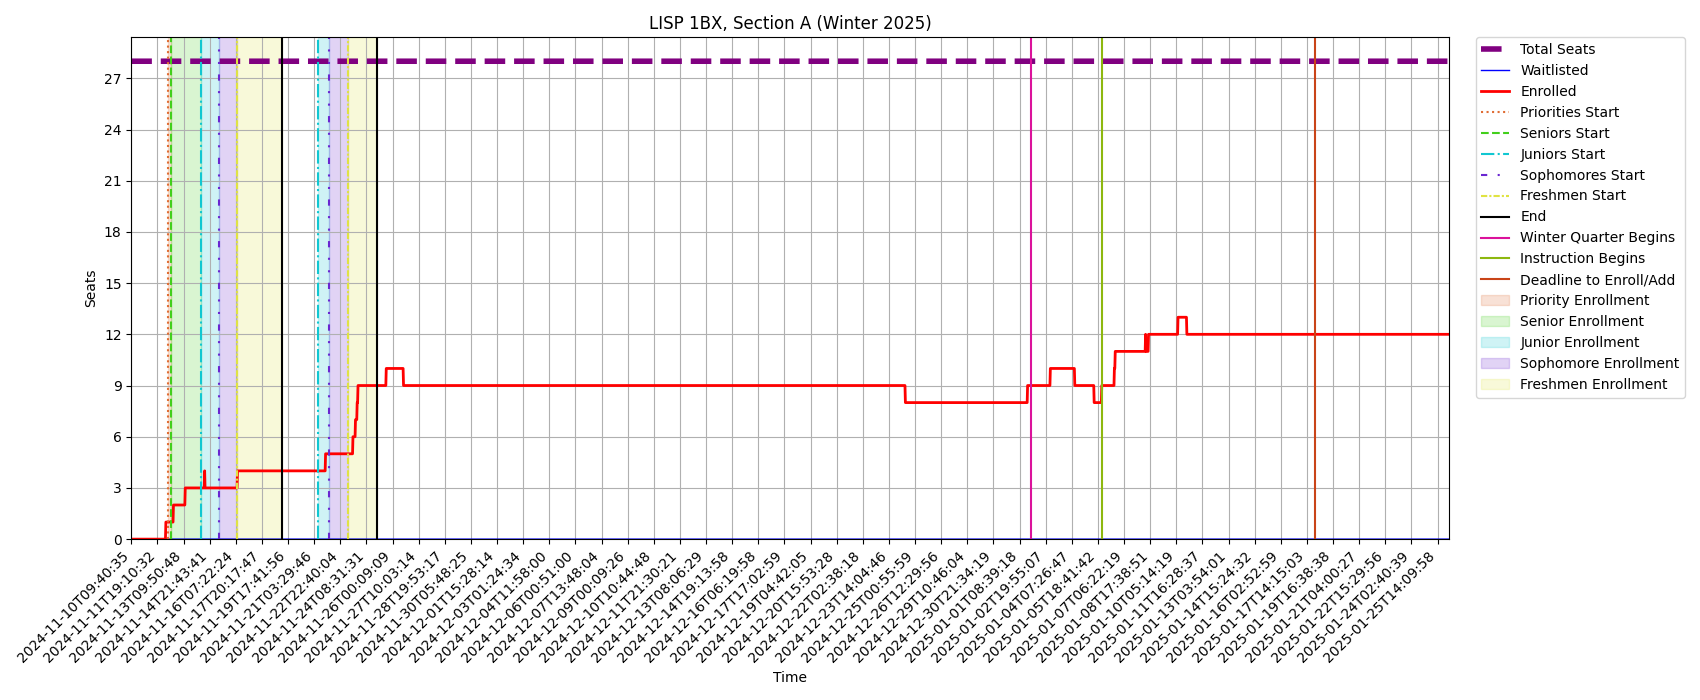 LISP 1BX, Section A (Winter 2025)
Seats
27
24
21
18
15
12
9
6
3
0
2024-11-10T09:40:35
2024-11-11T19:10:32
2024-11-13T09:50:48
2024-11-14T21:43:41
2024-11-16T07:22:24
2024-11-17T20:17:47
2024-11-19T17:41:56
2024-11-21T03:29:46
2024-11-22T22:40:04
2024-11-24T08:31:31
2024-11-26T00:09:09
2024-11-27T10:03:14
2024-11-28T19:53:17
2024-11-30T05:48:25
2024-12-01T15:28:14
2024-12-03T01:24:34
2024-12-04T11:58:00
2024-12-06T00:51:00
2024-12-07T13:48:04
2024-12-09T00:09:26
2024-12-10T10:44:48
2024-12-11T21:30:21
2024-12-13T08:06:29
2024-12-14T19:13:58
2024-12-16T06:19:58
2024-12-17T17:02:59
2024-12-19T04:42:05
2024-12-20T15:53:28
2024-12-22T02:38:18
2024-12-23T14:04:46
2024-12-25T00:55:59
2024-12-26T12:29:56
2024-12-29T10:46:04
2024-12-30T21:34:19
2025-01-01T08:39:18
2025-01-02T19:55:07
2025-01-04T07:26:47
2025-01-05T18:41:42
2025-01-07T06:22:19
2025-01-08T17:38:51
2025-01-10T05:14:19
2025-01-11T16:28:37
2025-01-13T03:54:01
2025-01-14T15:24:32
2025-01-16T02:52:59
2025-01-17T14:15:03
2025-01-19T16:38:38
2025-01-21T04:00:27
2025-01-22T15:29:56
2025-01-24T02:40:39
2025-01-25T14:09:58
Time
Total Seats
Waitlisted
Enrolled
Priorities Start
Seniors Start
Juniors Start
Sophomores Start
Freshmen Start
End
Winter Quarter Begins
Instruction Begins
Deadline to Enroll/Add
Priority Enrollment
Senior Enrollment
Junior Enrollment
Sophomore Enrollment
Freshmen Enrollment